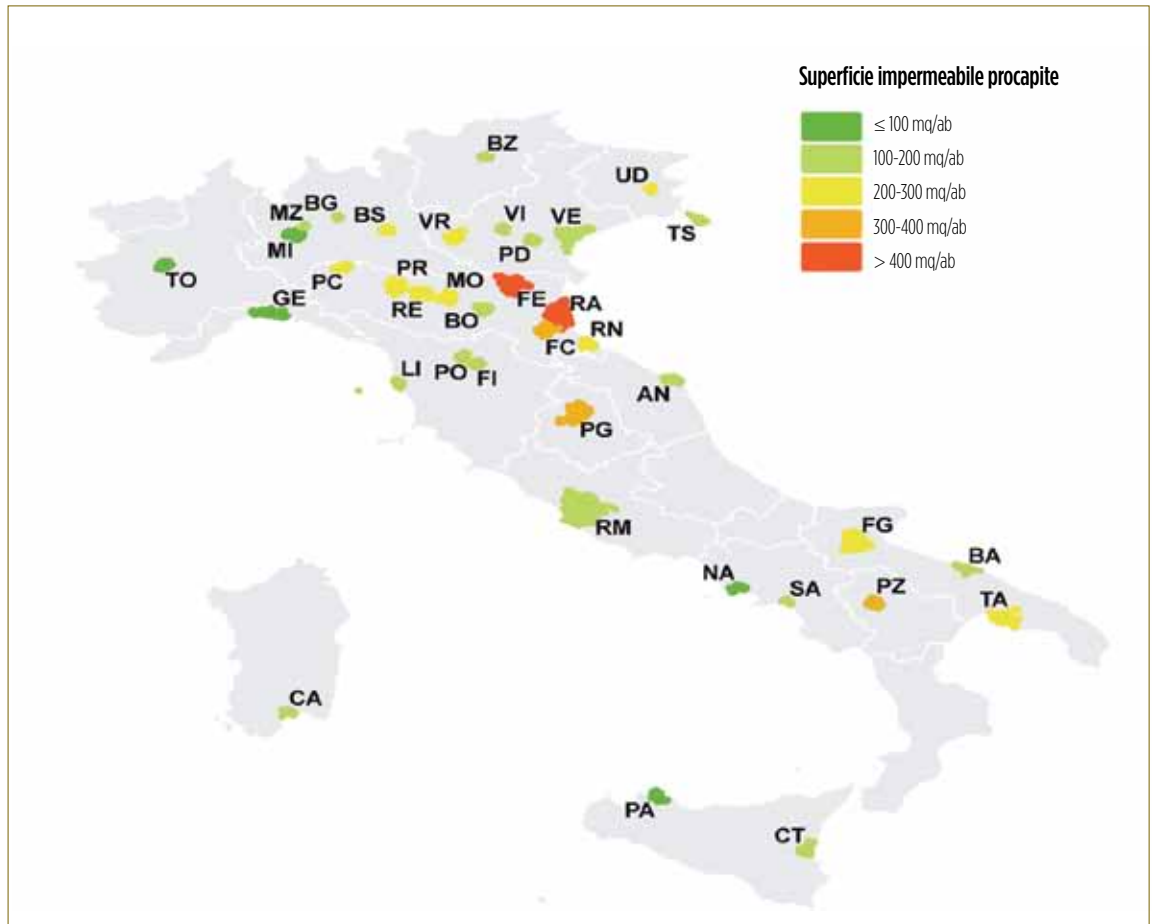 Superficie impermeabile procapite
≤ 100 mq/ab
100-200 mq/ab
200-300 mq/ab
300-400 mq/ab
> 400 mq/ab
BZ
UD
MZ
BG
BS
VR
VI
VE
TS
MI
PD
TO
PC
PR
MO
GE
RE
BO
FE
RA
FC
RN
LI
PO
FI
AN
PG
RM
FG
BA
NA
SA
PZ
TA
CA
PA
CT